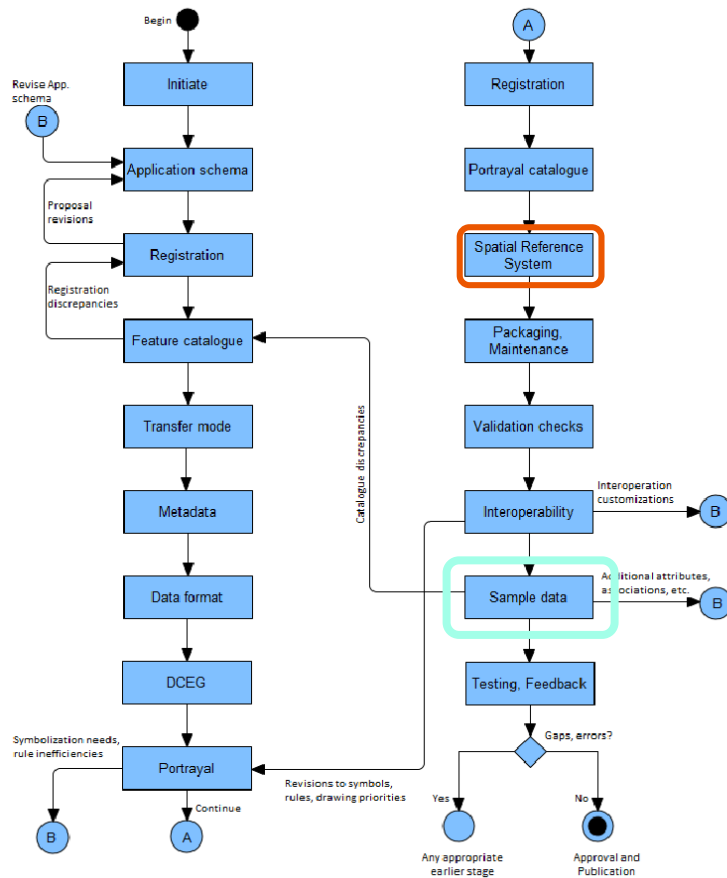 Begin
Initiate
Revise App.
schema
B
Application schema
Proposal
revisions
Registration
Registration
discrepancies
Feature catalogue
Transfer mode
Metadata
Data format
DCEG
Symbolization needs,
rule inefficiencies
Portrayal
B
Continue
A
Catalogue discrepancies
Revisions to symbols,
rules, drawing priorities
A
Registration
Portrayal catalogue
Spatial Reference
System
Packaging,
Maintenance
Validation checks
Interoperability
Interoperation
customizations
B
Sample data
Additional attributes,
associations, etc.
B
Testing, Feedback
Gaps, errors?
Yes
No
Any appropriate
earlier stage
Approval and
Publication